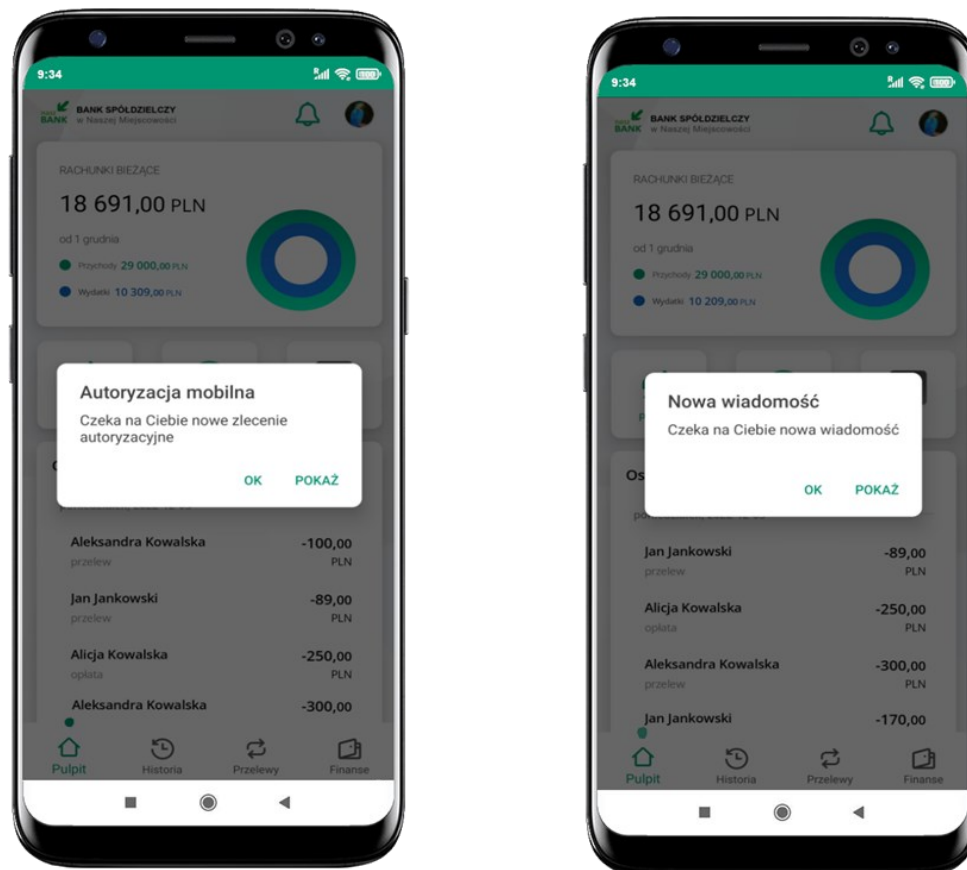 9:34
BANK SPÓŁDZIELCZY
BANK w Naszej Miejscowości
RACHUNKI BIEŻĄCE
18 691,00 PLN
od 1 grudnia
Przychody 29 000,00 PLN
Wydatki 10 309,00 PLN
Autoryzacja mobilna
Czeka na Ciebie nowe zlecenie
autoryzacyjne
OK POKAŻ
Aleksandra Kowalska -100,00
przelew PLN
Jan Jankowski -89,00
przelew PLN
Alicja Kowalska -250,00
opłata PLN
Aleksandra Kowalska -300,00
Pulpit Historia Przelewy Finanse
9:34
BANK SPÓŁDZIELCZY
BANK w Naszej Miejscowości
RACHUNKI BIEŻĄCE
18 691,00 PLN
od 1 grudnia
Przychody 29 000,00 PLN
Wydatki 10 209,00 PLN
Nowa wiadomość
Czeka na Ciebie nowa wiadomość
OK POKAŻ
Os
Jan Jankowski -89,00
przelew PLN
Alicja Kowalska -250,00
opłata PLN
Aleksandra Kowalska -300,00
przelew PLN
Jan Jankowski -170,00
Pulpit Historia Przelewy Finanse